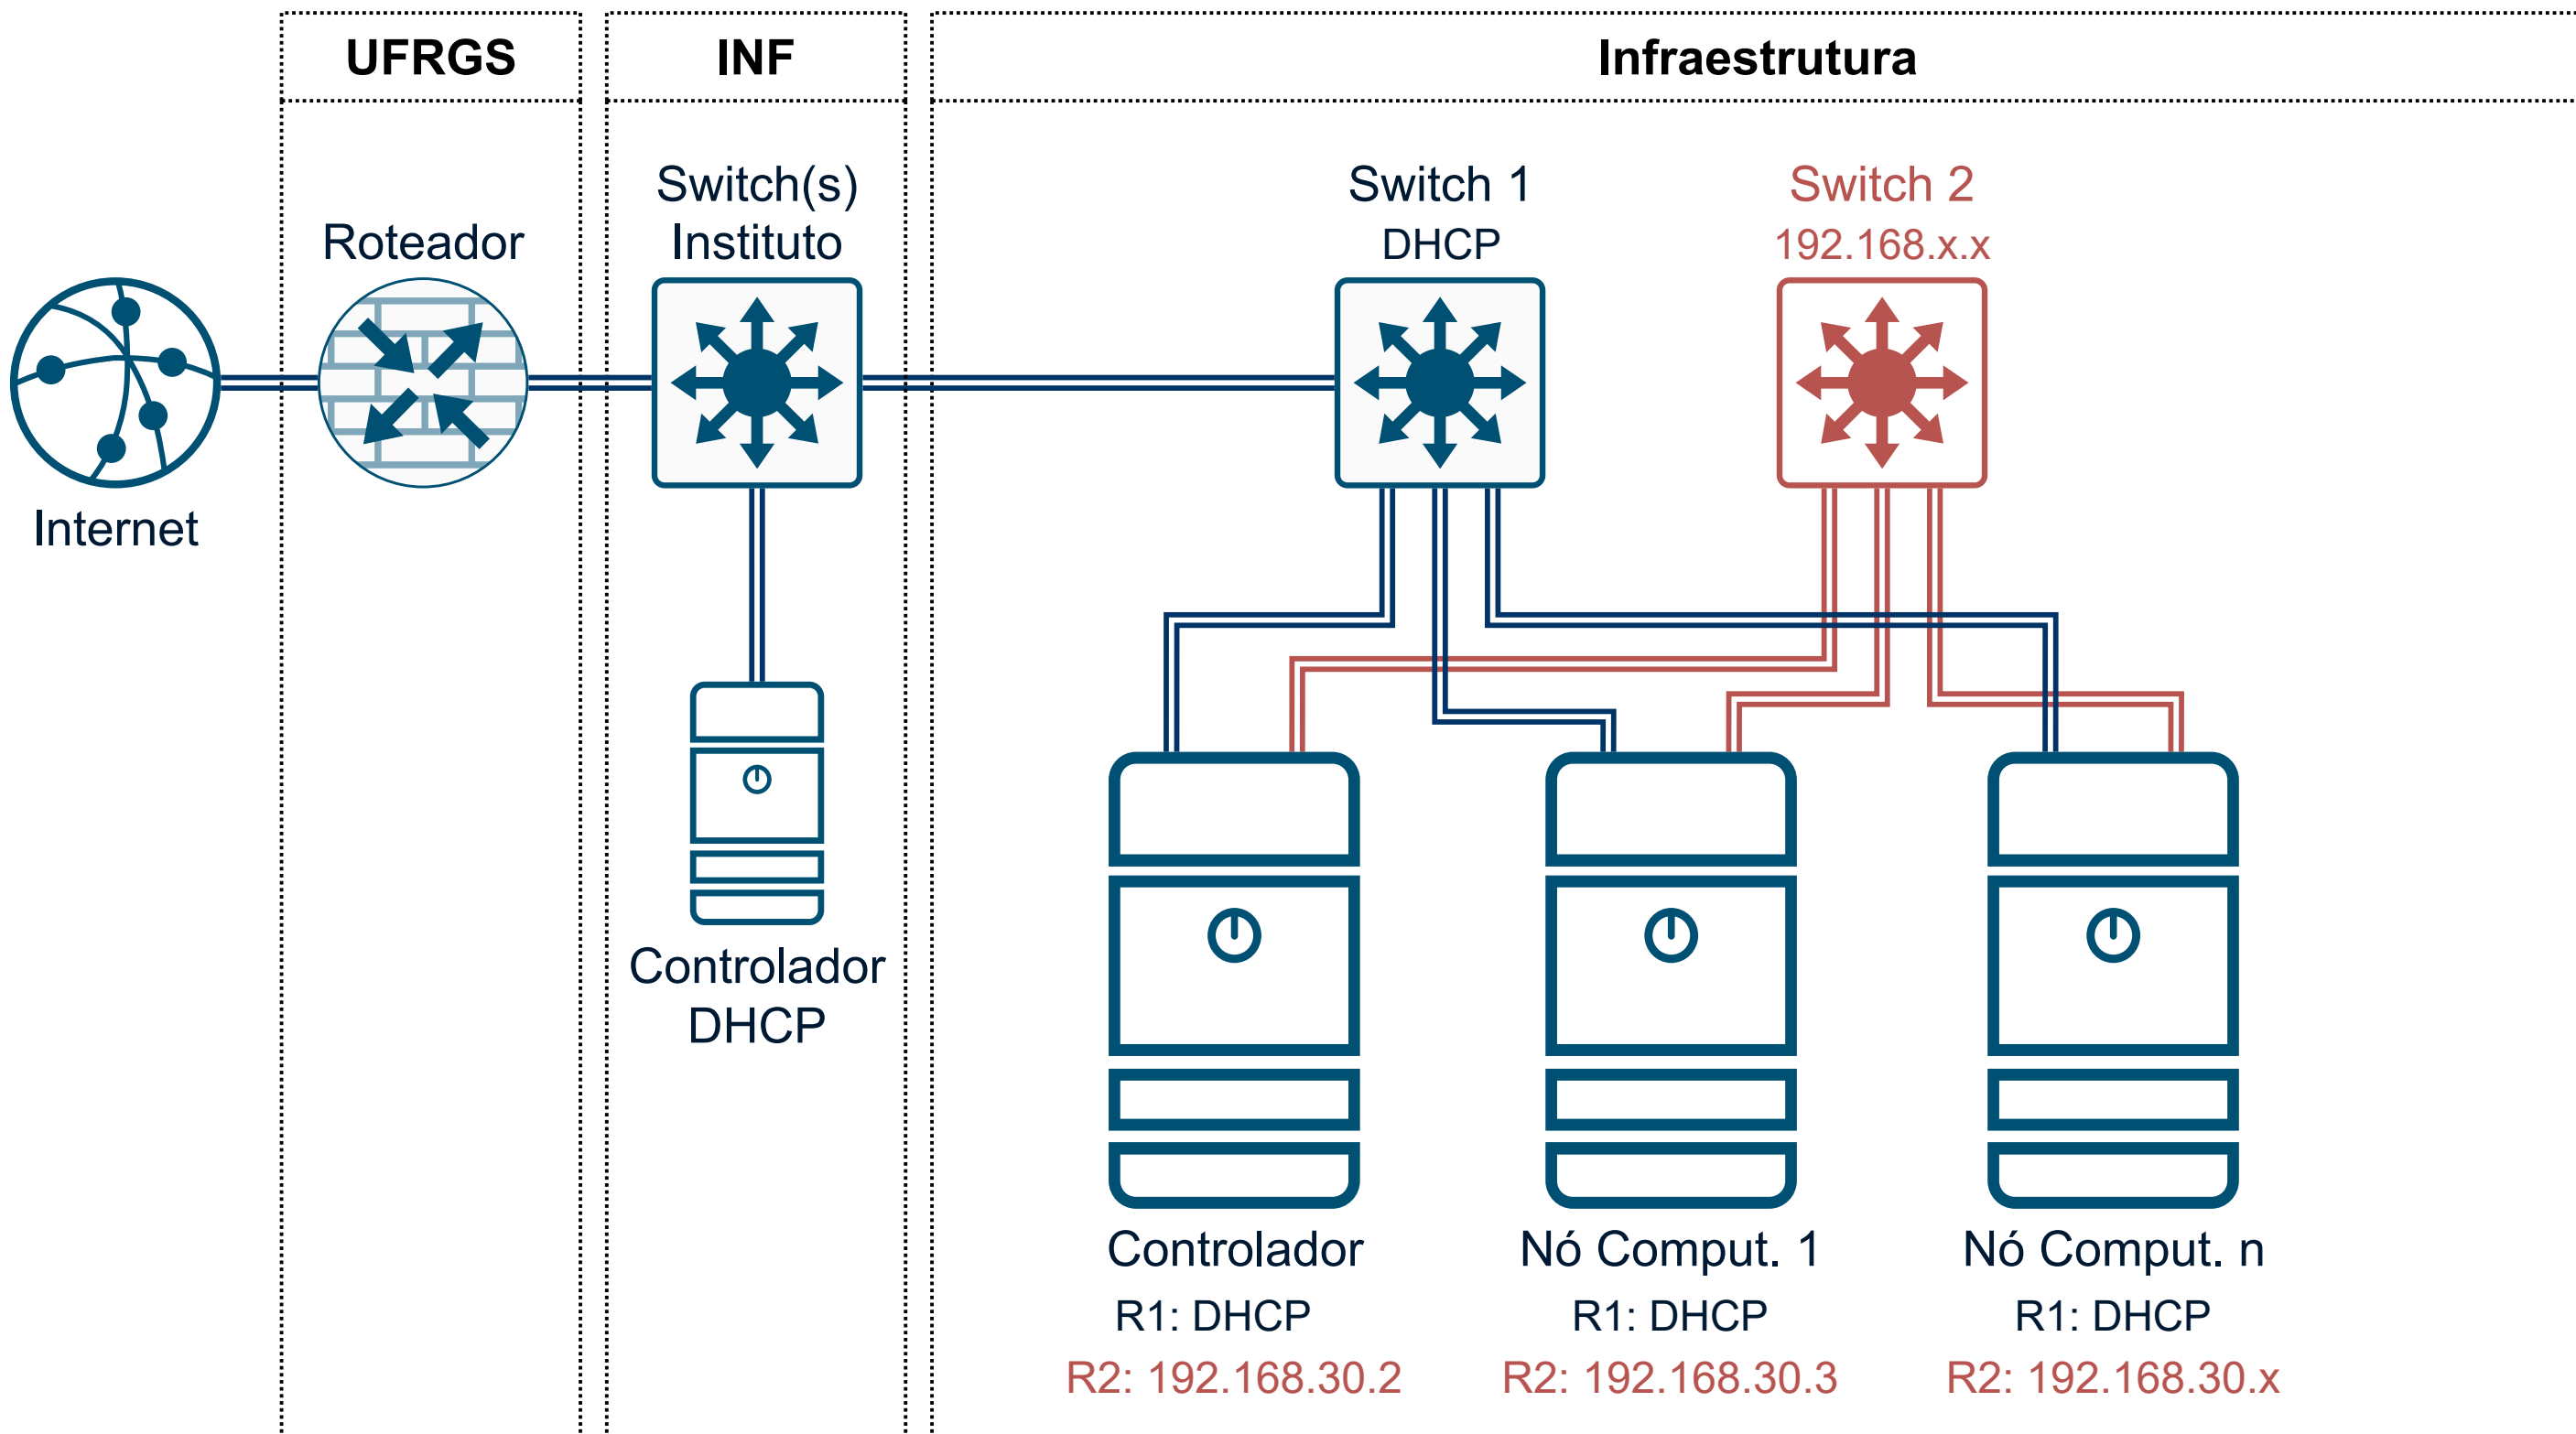 UFRGS
INF
Infraestrutura
Internet
Roteador
Switch(s)
Instituto
Controlador
DHCP
Switch 1
DHCP
Switch 2
192.168.x.x
Controlador
R1: DHCP
R2: 192.168.30.2
Nó Comput. 1
R1: DHCP
R2: 192.168.30.3
Nó Comput. n
R1: DHCP
R2: 192.168.30.x